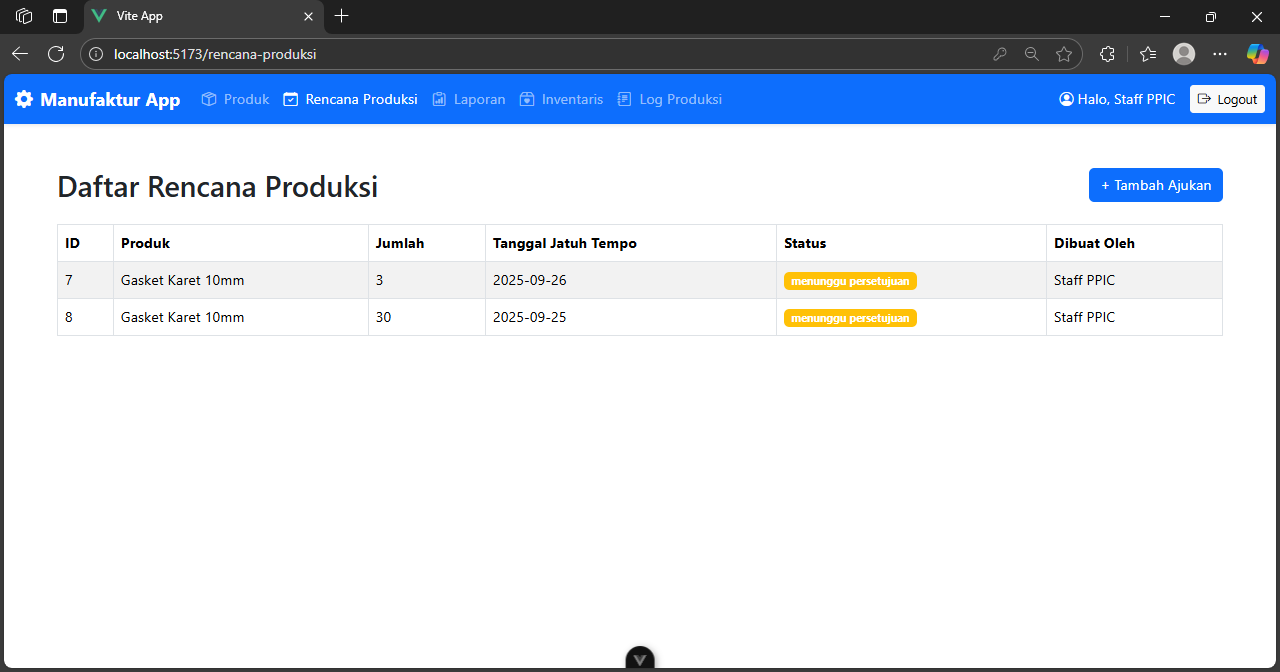 Vite App
localhost:5173/rencana-produksi
Manufaktur App Produk Rencana Produksi Laporan Inventaris Log Produksi Halo, Staff PPIC Logout
Daftar Rencana Produksi + Tambah Ajukan
ID Produk Jumlah Tanggal Jatuh Tempo Status Dibuat Oleh
7 Gasket Karet 10mm 3 2025-09-26 menunggu persetujuan Staff PPIC
8 Gasket Karet 10mm 30 2025-09-25 menunggu persetujuan Staff PPIC